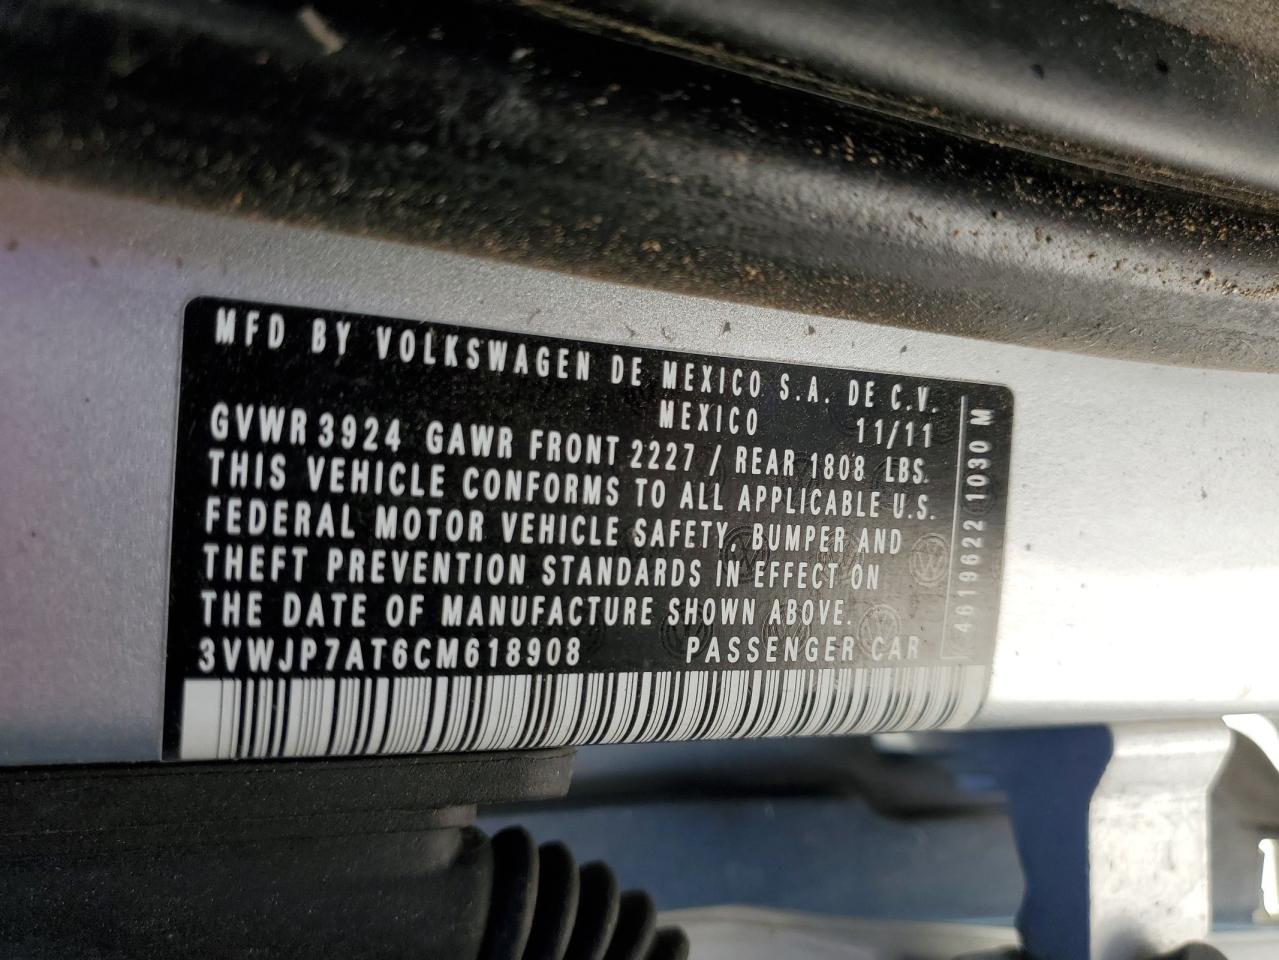 MFD BY VOLKSWAGEN DE MEXICO S.A. DE C.V.
MEXICO 11/11
GVWR 3924 GAWR FRONT 2227 / REAR 1808 LBS.
THIS VEHICLE CONFORMS TO ALL APPLICABLE U.S.
FEDERAL MOTOR VEHICLE SAFETY, BUMPER AND
THEFT PREVENTION STANDARDS IN EFFECT ON
THE DATE OF MANUFACTURE SHOWN ABOVE.
3VWJP7AT6CM618908 PASSENGER CAR
4619622 1030 M